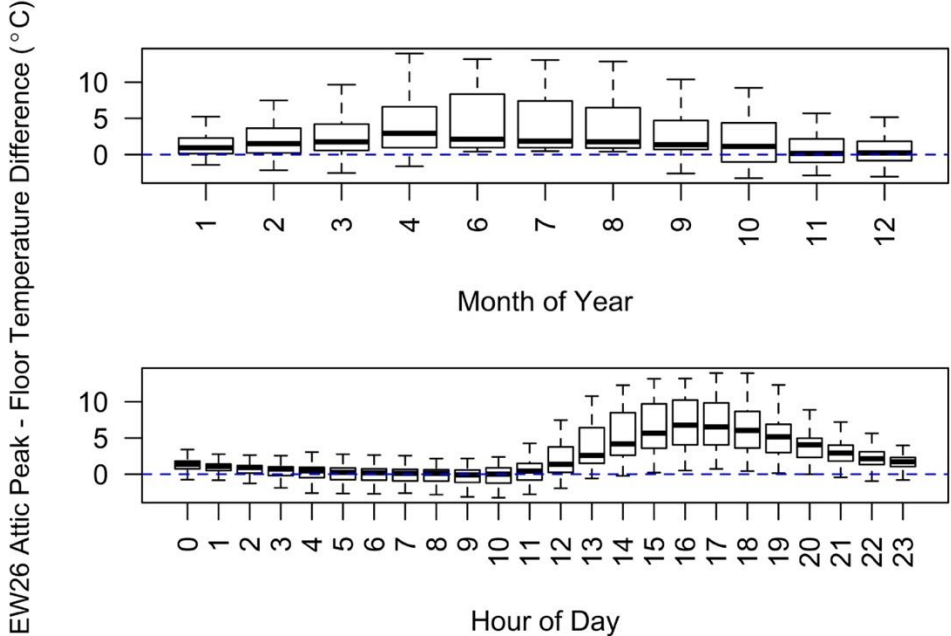 EW26 Attic Peak - Floor Temperature Difference (°C)
10
5
0
1 2 3 4 6 7 8 9 10 11 12
Month of Year
10
5
0
0 1 2 3 4 5 6 7 8 9 10 11 12 13 14 15 16 17 18 19 20 21 22 23
Hour of Day